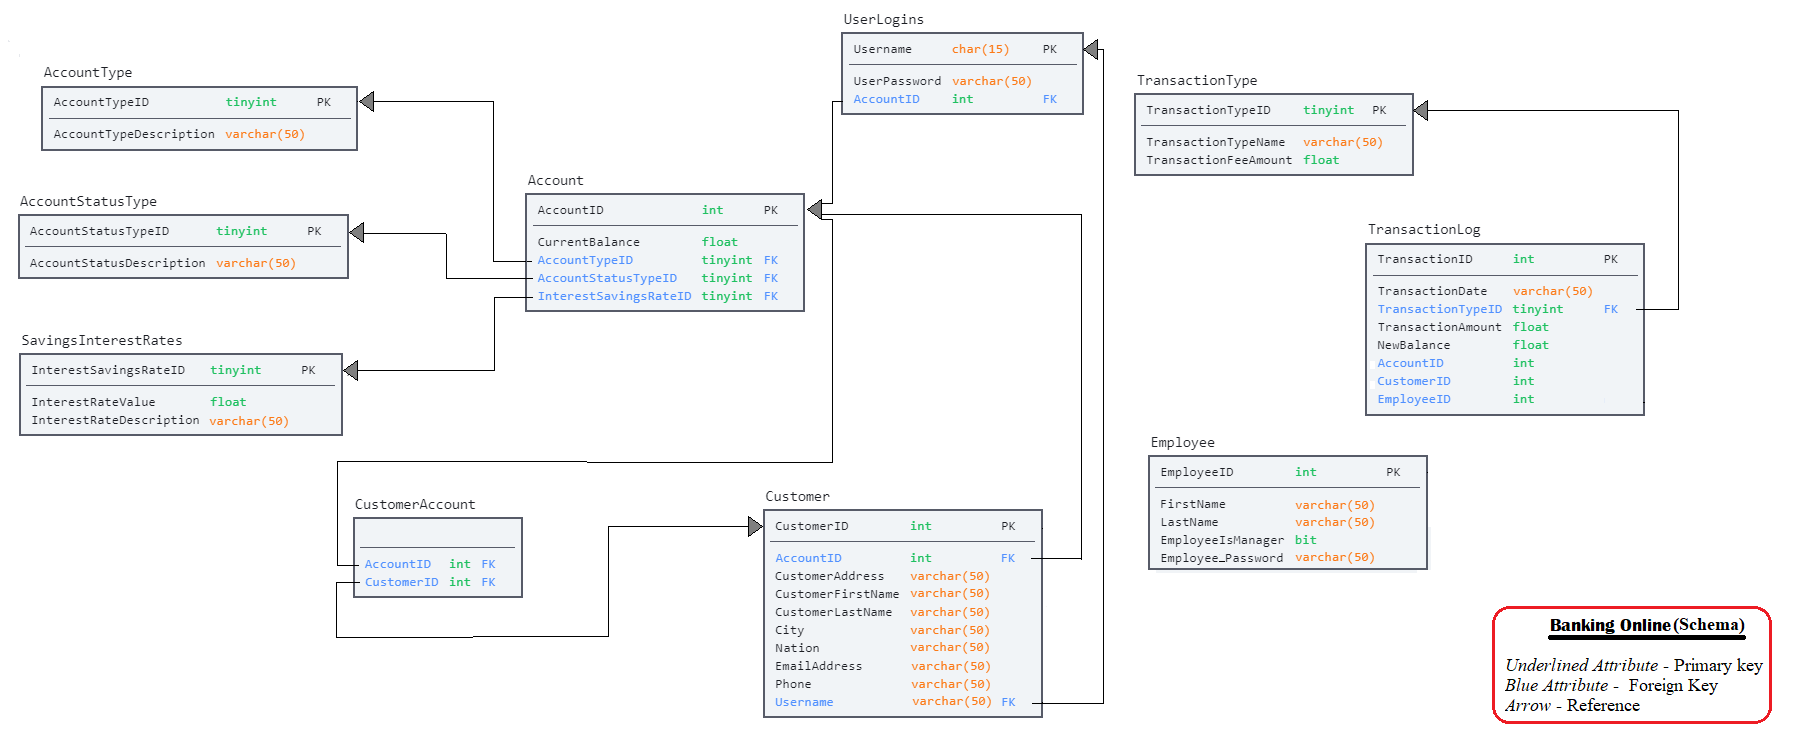 UserLogins
Username char(15) PK
UserPassword varchar(50)
AccountID int FK
AccountType
AccountTypeID tinyint PK
AccountTypeDescription varchar(50)
TransactionType
TransactionTypeID tinyint PK
TransactionTypeName varchar(50)
TransactionFeeAmount float
Account
AccountID int PK
CurrentBalance float
AccountTypeID tinyint FK
AccountStatusTypeID tinyint FK
InterestSavingsRateID tinyint FK
AccountStatusType
AccountStatusTypeID tinyint PK
AccountStatusDescription varchar(50)
TransactionLog
TransactionID int PK
TransactionDate varchar(50)
TransactionTypeID tinyint FK
TransactionAmount float
NewBalance float
AccountID int
CustomerID int
EmployeeID int
SavingsInterestRates
InterestSavingsRateID tinyint PK
InterestRateValue float
InterestRateDescription varchar(50)
Employee
EmployeeID int PK
FirstName varchar(50)
LastName varchar(50)
EmployeeIsManager bit
Employee_Password varchar(50)
CustomerAccount
AccountID int FK
CustomerID int FK
Customer
CustomerID int PK
AccountID int FK
CustomerAddress varchar(50)
CustomerFirstName varchar(50)
CustomerLastName varchar(50)
City varchar(50)
Nation varchar(50)
EmailAddress varchar(50)
Phone varchar(50)
Username varchar(50) FK
Banking Online (Schema)
Underlined Attribute - Primary key
Blue Attribute - Foreign Key
Arrow - Reference